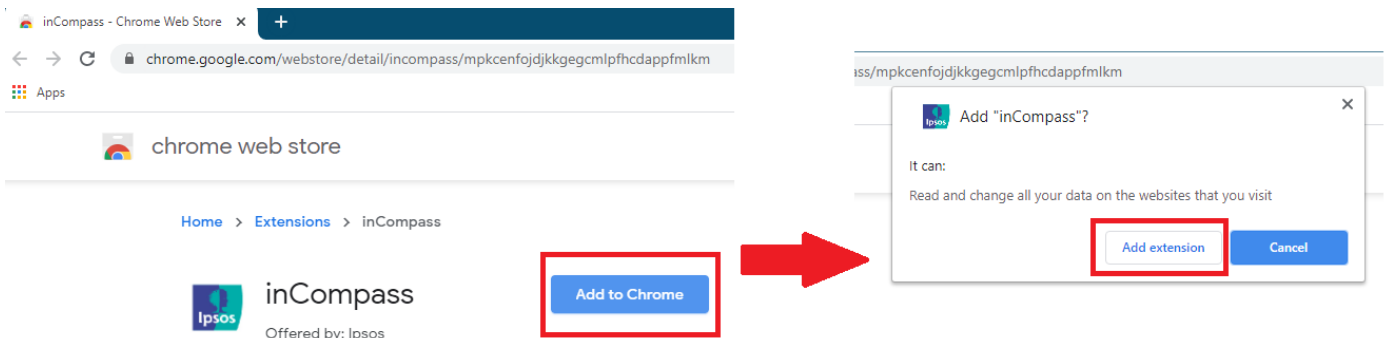 inCompass - Chrome Web Store
chrome.google.com/webstore/detail/incompass/mpkcenfojdjkkgegcmlpfhcdappfmlkm
Apps
chrome web store
Home > Extensions > inCompass
Ipsos
inCompass
Add to Chrome
Offered by: Ipsos
ass/mpkcenfojdjkkgegcmlpfhcdappfmlkm
Ipsos
Add "inCompass"?
It can:
Read and change all your data on the websites that you visit
Add extension
Cancel